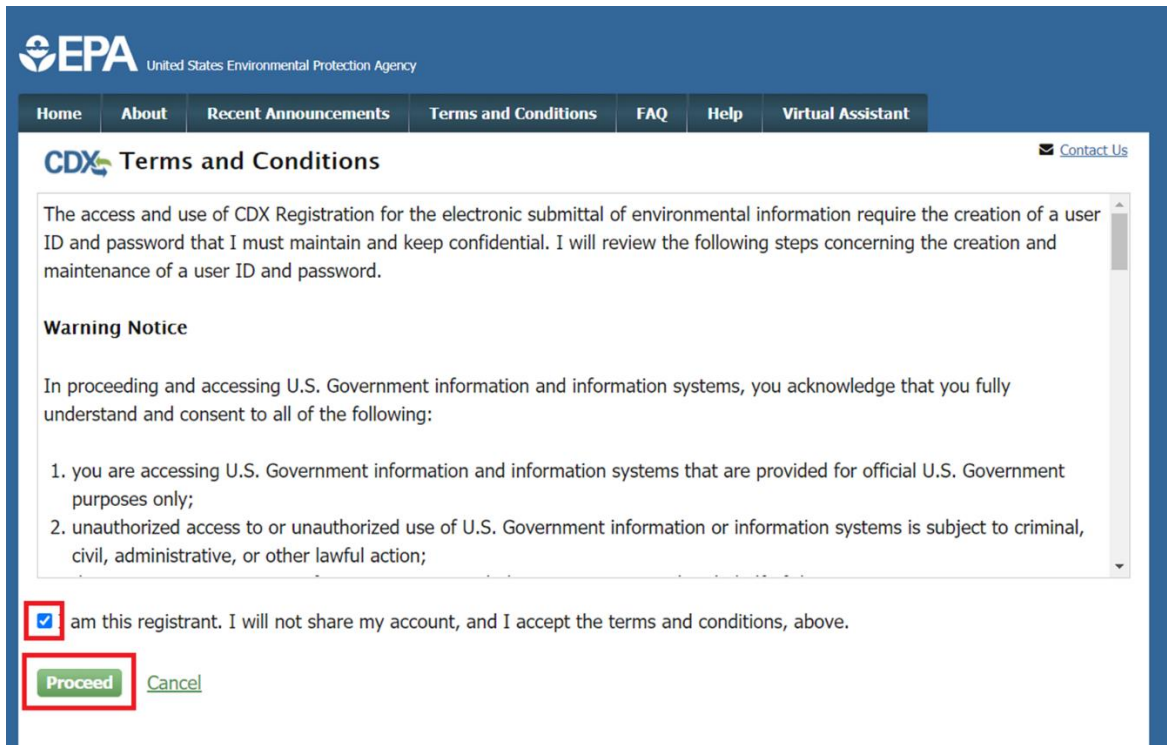 EPA United States Environmental Protection Agency
Home About Recent Announcements Terms and Conditions FAQ Help Virtual Assistant
Contact Us
CDX Terms and Conditions
The access and use of CDX Registration for the electronic submittal of environmental information require the creation of a user
ID and password that I must maintain and keep confidential. I will review the following steps concerning the creation and
maintenance of a user ID and password.
Warning Notice
In proceeding and accessing U.S. Government information and information systems, you acknowledge that you fully
understand and consent to all of the following:
1. you are accessing U.S. Government information and information systems that are provided for official U.S. Government
purposes only;
2. unauthorized access to or unauthorized use of U.S. Government information or information systems is subject to criminal,
civil, administrative, or other lawful action;
I am this registrant. I will not share my account, and I accept the terms and conditions, above.
Proceed Cancel